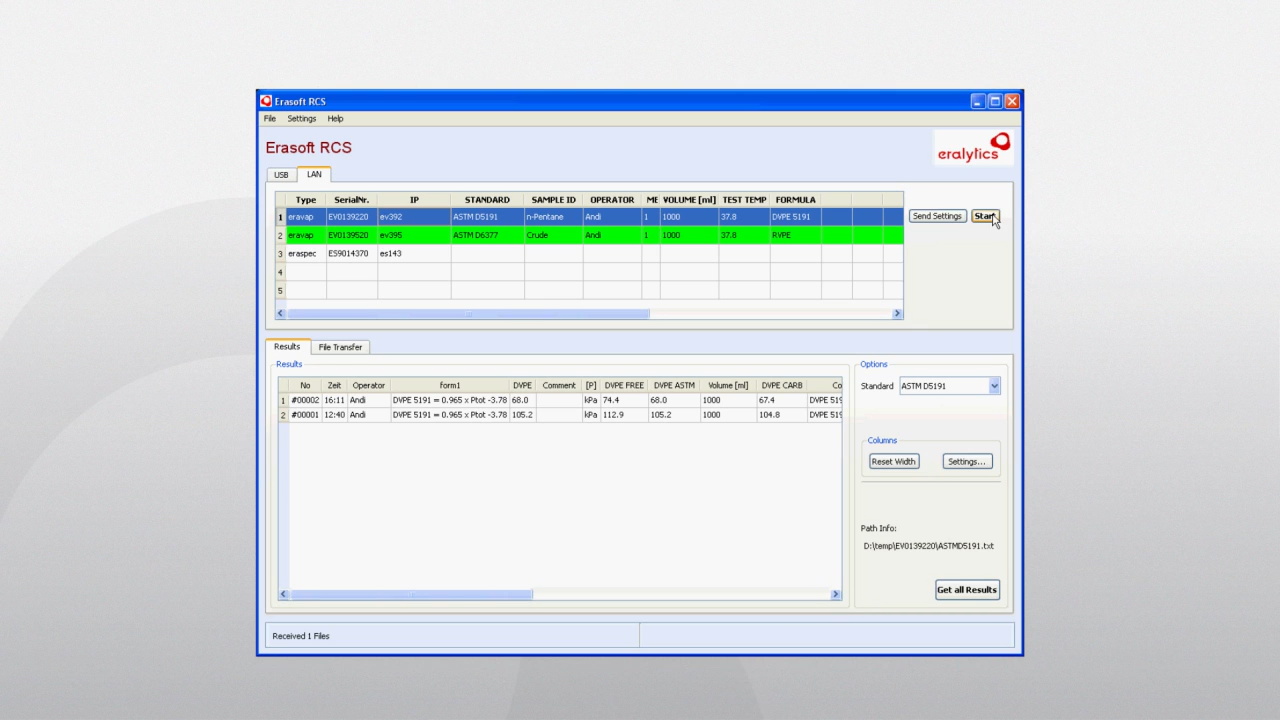 Erasoft RCS
File Settings Help
Erasoft RCS
eralytics
USB LAN
Type SerialNr. IP STANDARD SAMPLE ID OPERATOR ME VOLUME [ml] TEST TEMP FORMULA
1 eravap EV0139220 ev392 ASTM D5191 n-Pentane Andi 1 1000 37.8 DVPE 5191
Send Settings Start
2 eravap EV0139520 ev395 ASTM D6377 Crude Andi 1 1000 37.8 RVPE
3 eraspec ES9014370 es143
4
5
Results File Transfer
Results
Options
No Zeit Operator form1 DVPE Comment [P] DVPE FREE DVPE ASTM Volume [ml] DVPE CARB Co
Standard ASTM D5191
1 #00002 16:11 Andi DVPE 5191 = 0.965 x Ptot -3.78 68.0 kPa 74.4 68.0 1000 67.4 DVPE 519
2 #00001 12:40 Andi DVPE 5191 = 0.965 x Ptot -3.78 105.2 kPa 112.9 105.2 1000 104.8 DVPE 519
Columns
Reset Width Settings...
Path Info:
D:\temp\EV0139220\ASTMD5191.txt
Get all Results
Received 1 Files